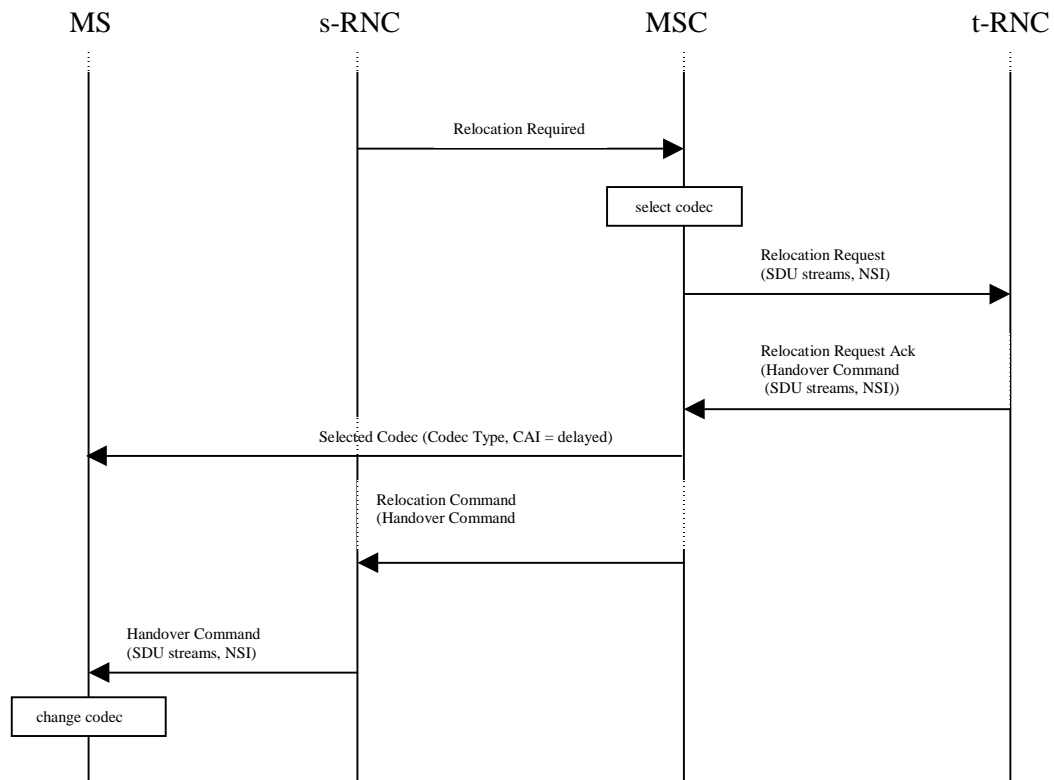 MS
s-RNC
MSC
t-RNC
Relocation Required
select codec
Relocation Request
(SDU streams, NSI)
Relocation Request Ack
(Handover Command
(SDU streams, NSI))
Selected Codec (Codec Type, CAI = delayed)
Relocation Command
(Handover Command
Handover Command
(SDU streams, NSI)
change codec